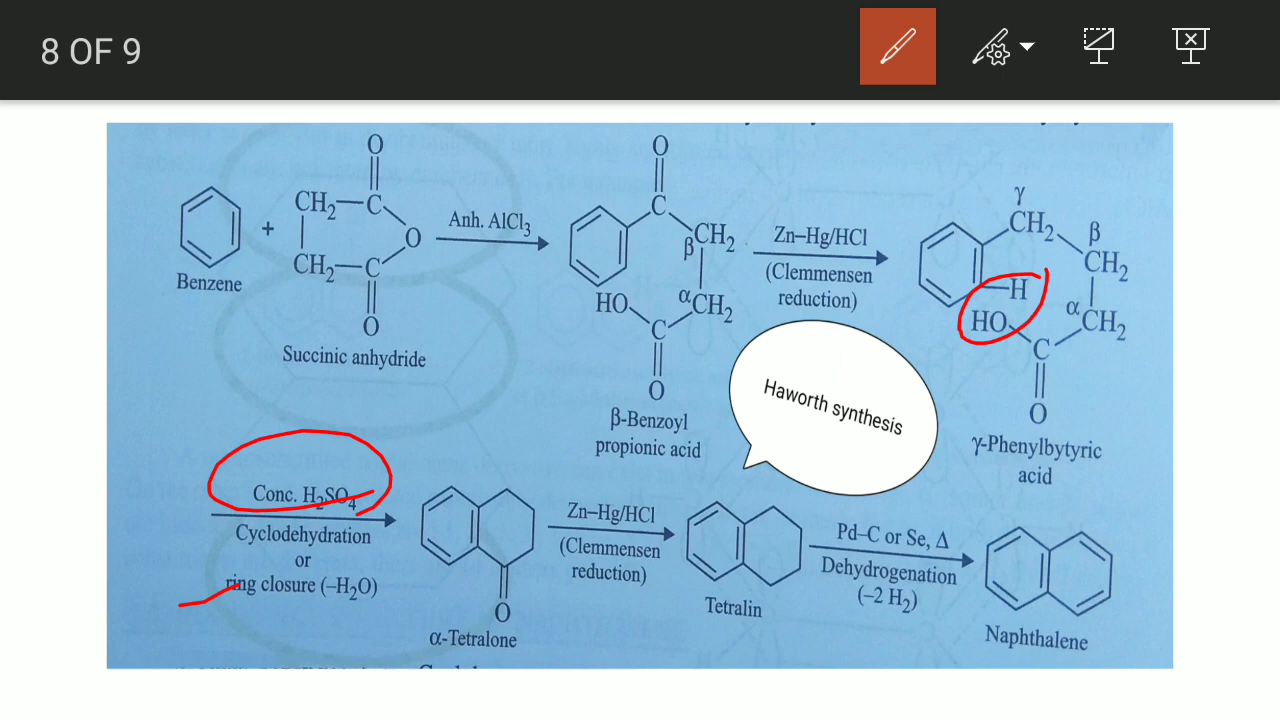 8 OF 9
O
CH₂—C
O
CH₂—C
O
Benzene
+
Succinic anhydride
Anh. AlCl₃
O
C
βCH₂
αCH₂
HO
C
O
β-Benzoyl
propionic acid
Zn–Hg/HCl
(Clemmensen
reduction)
γ
CH₂
β
CH₂
α
CH₂
—H
HO
C
O
γ-Phenylbytyric
acid
Haworth synthesis
Conc. H₂SO₄
Cyclodehydration
or
ring closure (–H₂O)
O
α-Tetralone
Zn–Hg/HCl
(Clemmensen
reduction)
Tetralin
Pd–C or Se, Δ
Dehydrogenation
(–2 H₂)
Naphthalene